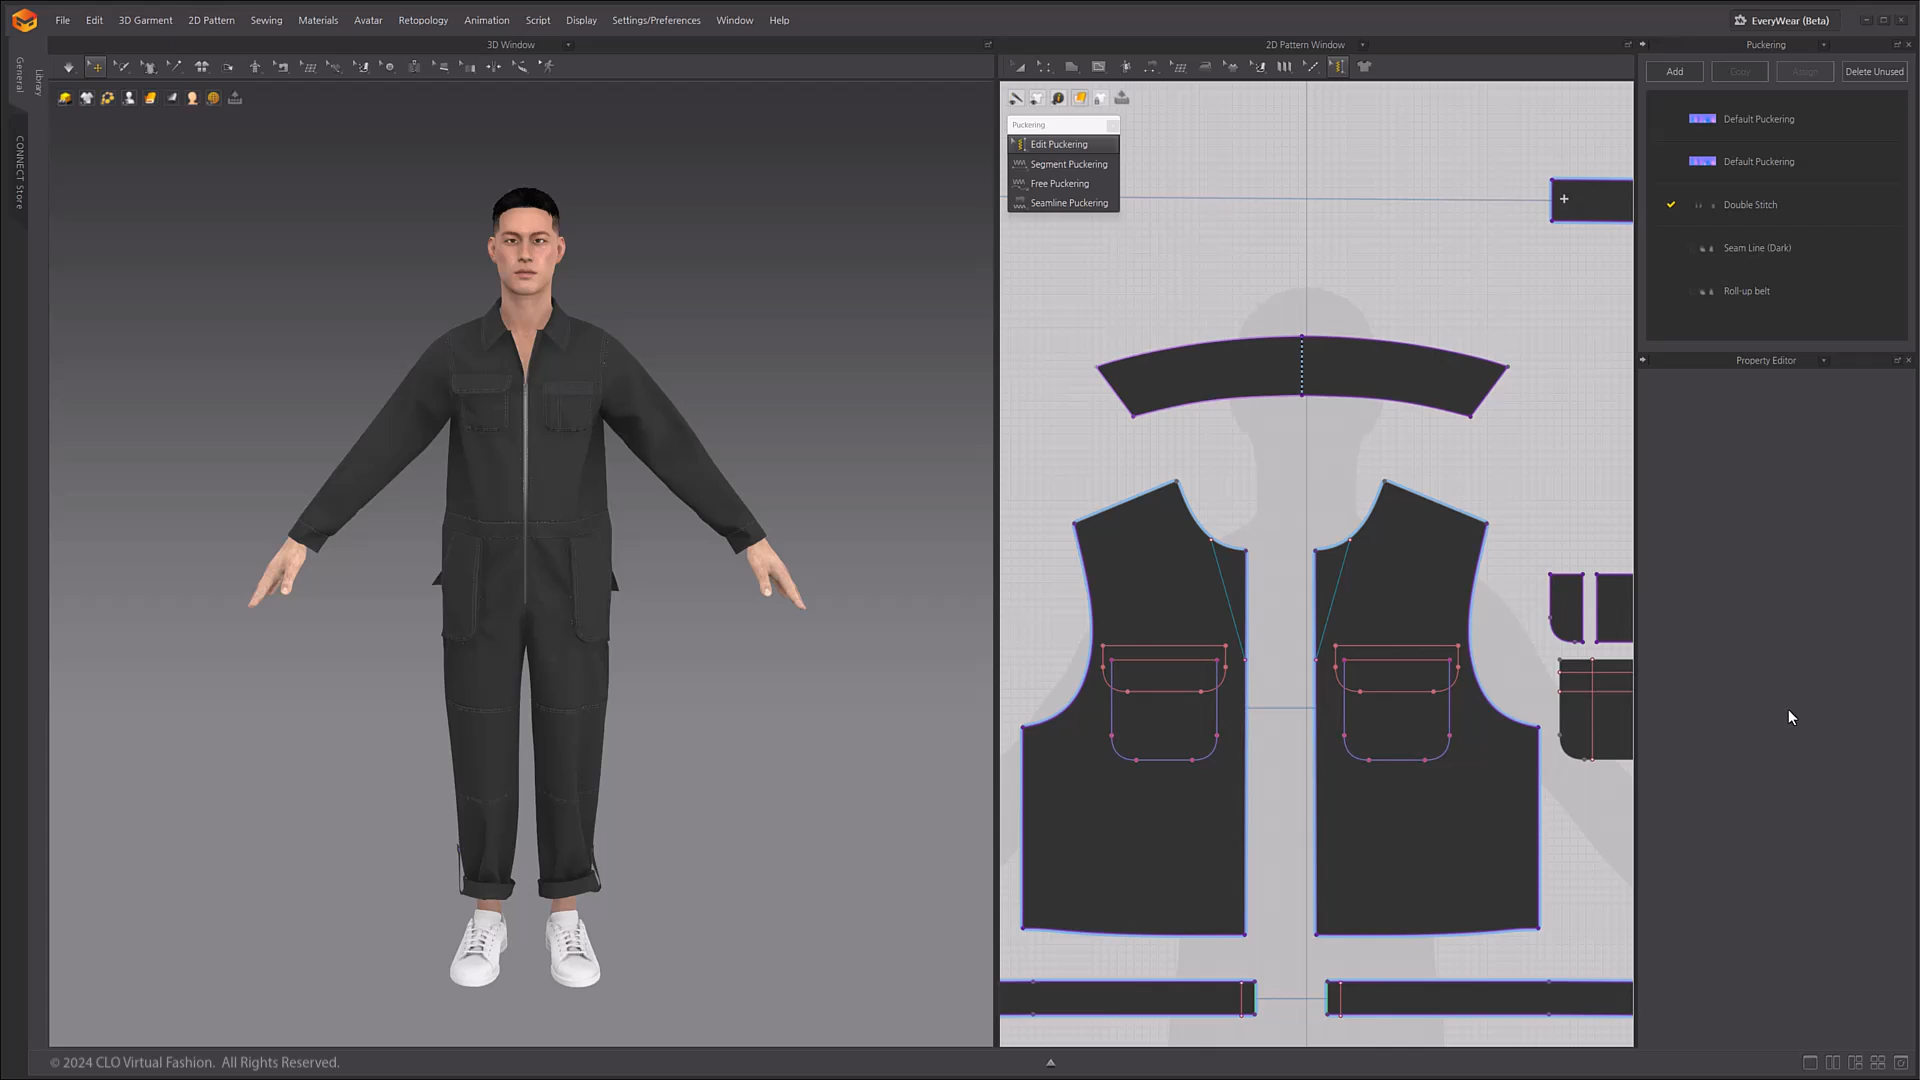 File Edit 3D Garment 2D Pattern Sewing Materials Avatar Retopology Animation Script Display Settings/Preferences Window Help
EveryWear (Beta)
3D Window
2D Pattern Window
Puckering
General
Library
CONNECT Store
Add Copy Assign Delete Unused
Puckering
Edit Puckering
Segment Puckering
Free Puckering
Seamline Puckering
Default Puckering
Default Puckering
Double Stitch
Seam Line (Dark)
Roll-up belt
Property Editor
© 2024 CLO Virtual Fashion. All Rights Reserved.